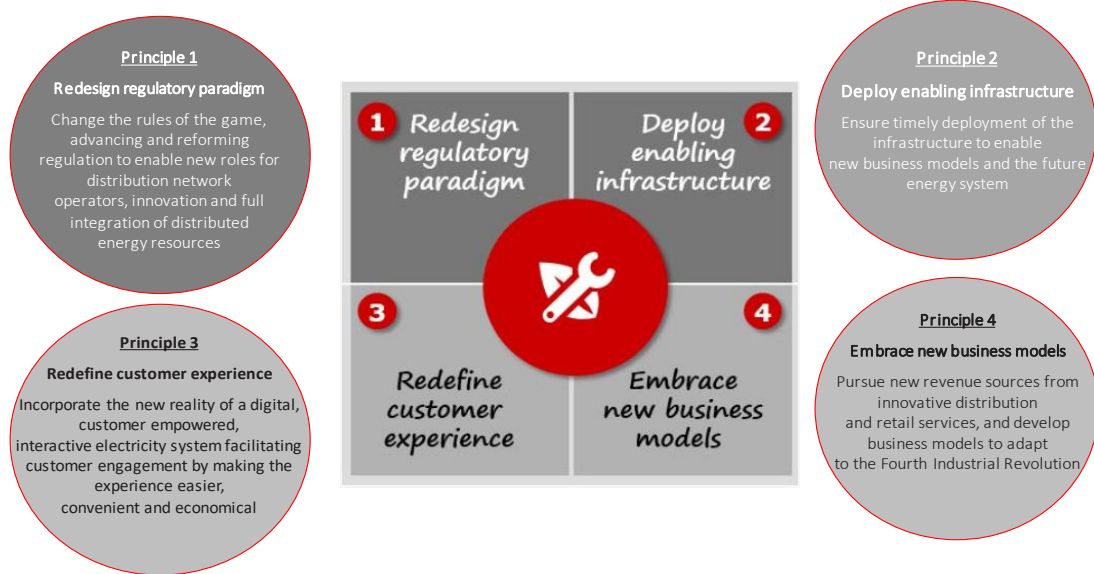 Principle 1
Redesign regulatory paradigm
Change the rules of the game,
advancing and reforming
regulation to enable new roles for
distribution network
operators, innovation and full
integration of distributed
energy resources
Principle 2
Deploy enabling infrastructure
Ensure timely deployment of the
infrastructure to enable
new business models and the future
energy system
1
Redesign
regulatory
paradigm
Deploy
enabling
infrastructure
2
3
Redefine
customer
experience
4
Embrace
new business
models
Principle 3
Redefine customer experience
Incorporate the new reality of a digital,
customer empowered,
interactive electricity system facilitating
customer engagement by making the
experience easier,
convenient and economical
Principle 4
Embrace new business models
Pursue new revenue sources from
innovative distribution
and retail services, and develop
business models to adapt
to the Fourth Industrial Revolution